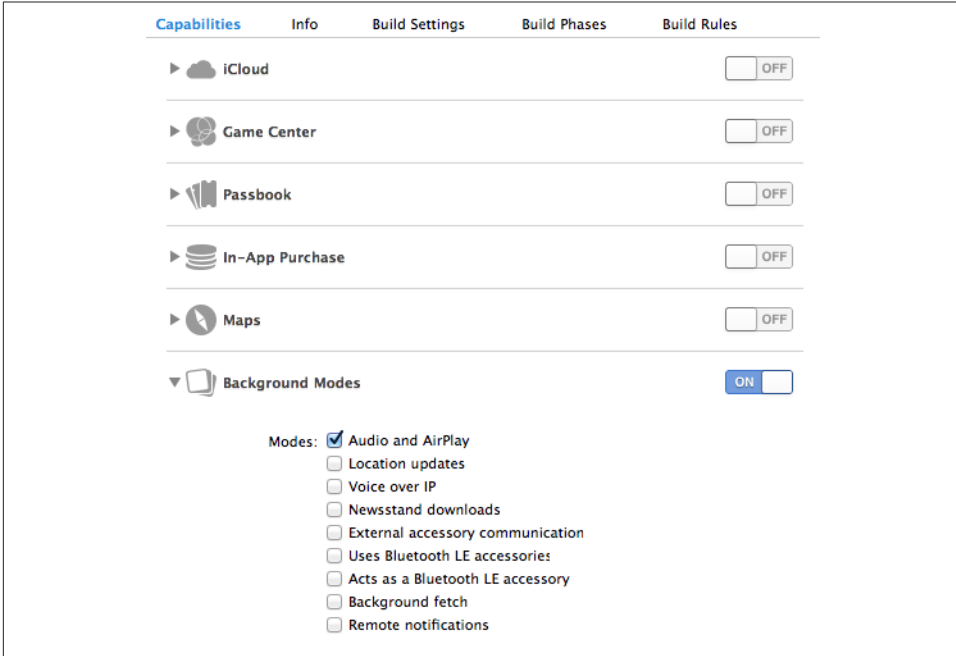 Capabilities Info Build Settings Build Phases Build Rules
iCloud OFF
Game Center OFF
Passbook OFF
In-App Purchase OFF
Maps OFF
Background Modes ON
Modes: Audio and AirPlay
Location updates
Voice over IP
Newsstand downloads
External accessory communication
Uses Bluetooth LE accessories
Acts as a Bluetooth LE accessory
Background fetch
Remote notifications